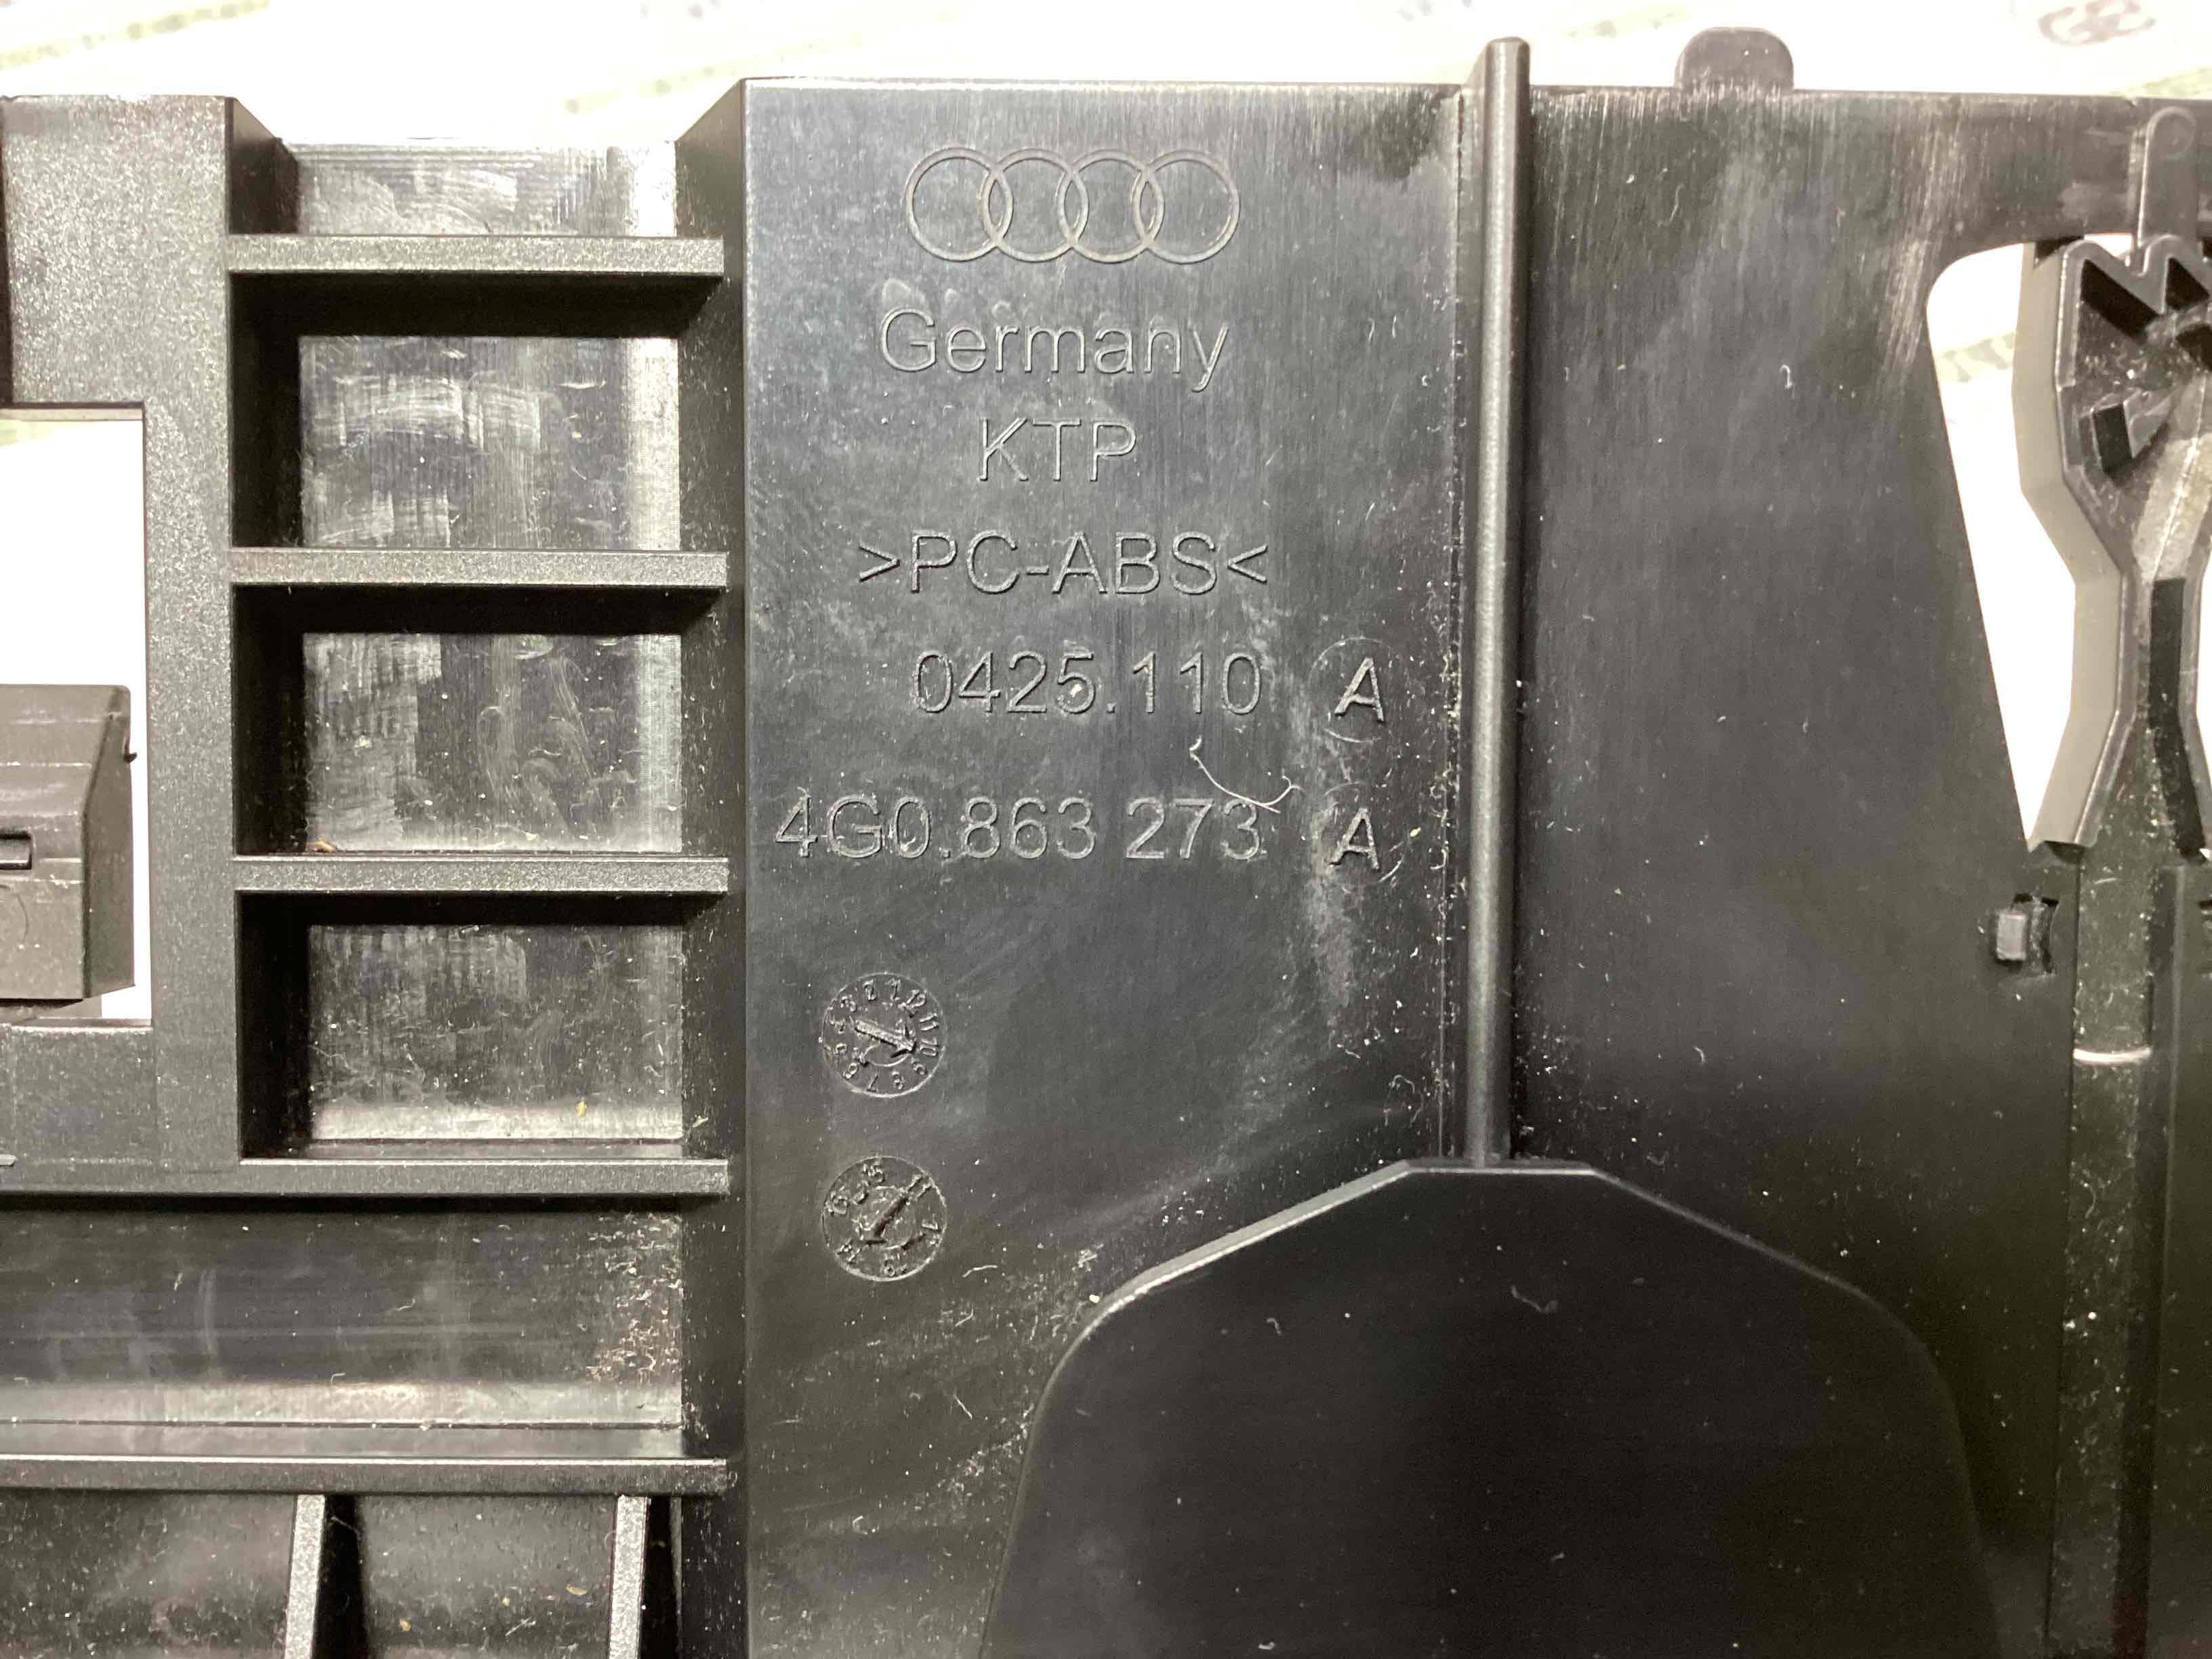 Germany
KTP
>PC-ABS<
0425.110 A
4G0.863 273 A